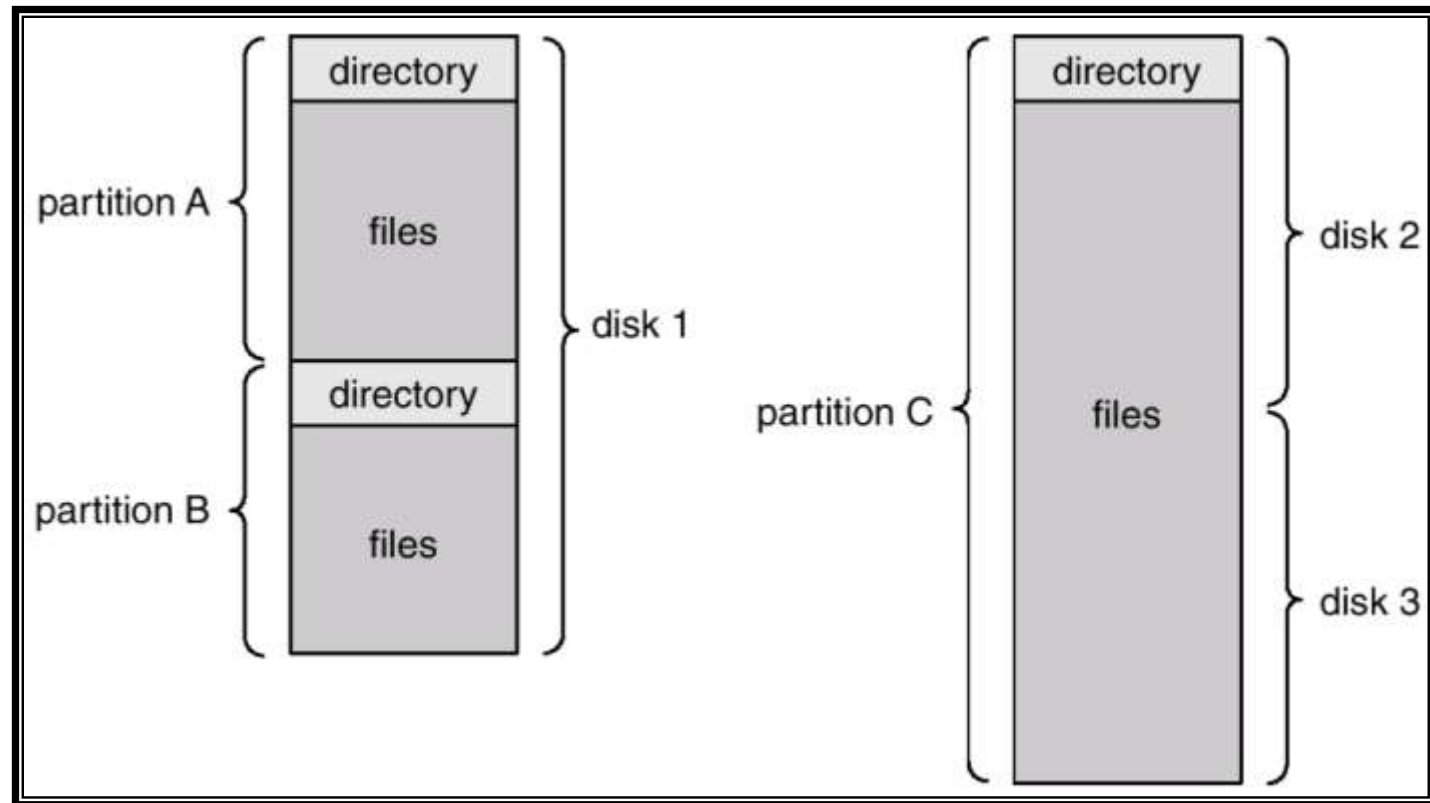 directory
partition A
files
disk 1
directory
partition B
files
directory
disk 2
partition C
files
disk 3